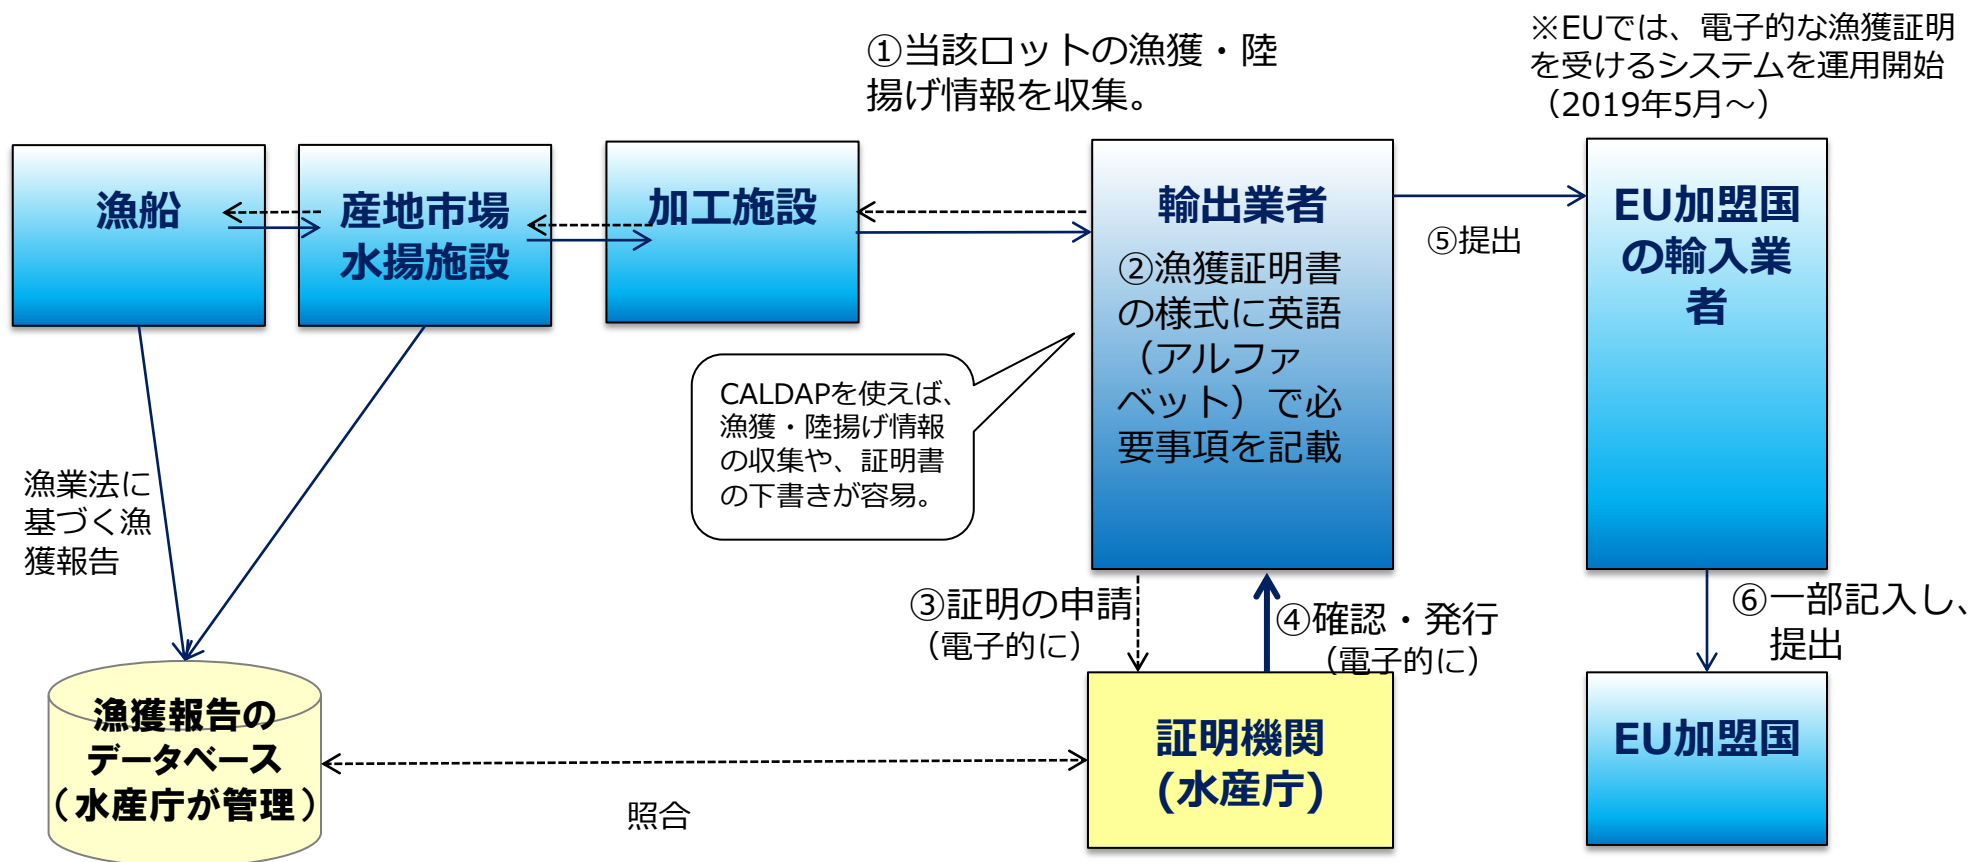 ①当該ロットの漁獲・陸
揚げ情報を収集。
※EUでは、電子的な漁獲証明
を受けるシステムを運用開始
（2019年5月～）
漁船
産地市場
水揚施設
加工施設
輸出業者
②漁獲証明書
の様式に英語
（アルファ
ベット）で必
要事項を記載
⑤提出
EU加盟国
の輸入業
者
CALDAPを使えば、
漁獲・陸揚げ情報
の収集や、証明書
の下書きが容易。
漁業法に
基づく漁
獲報告
③証明の申請
（電子的に）
④確認・発行
（電子的に）
⑥一部記入し、
提出
漁獲報告の
データベース
（水産庁が管理）
照合
証明機関
(水産庁)
EU加盟国